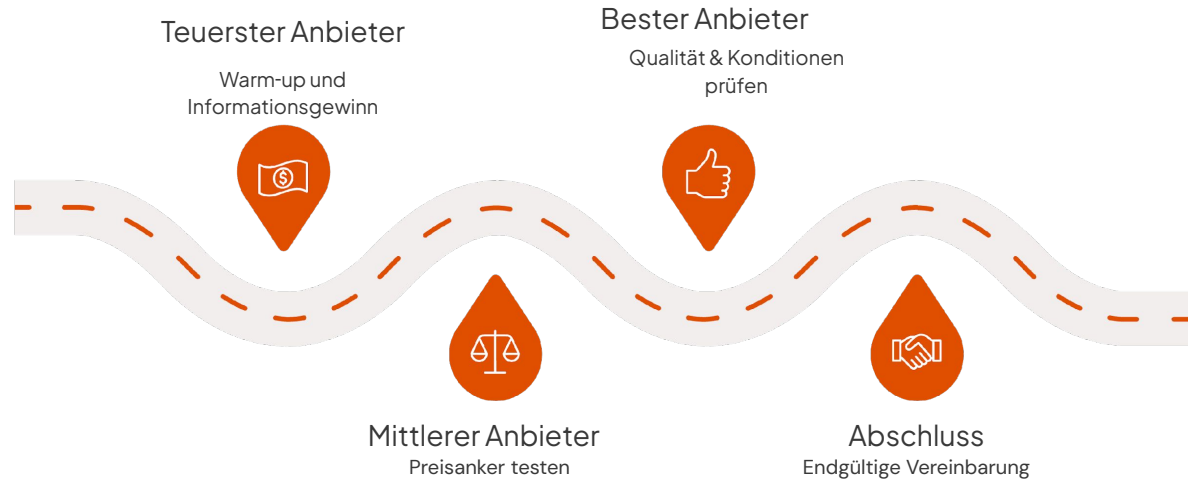 Teuerster Anbieter
Warm-up und
Informationsgewinn
Mittlerer Anbieter
Preisanker testen
Bester Anbieter
Qualität & Konditionen
prüfen
Abschluss
Endgültige Vereinbarung
$